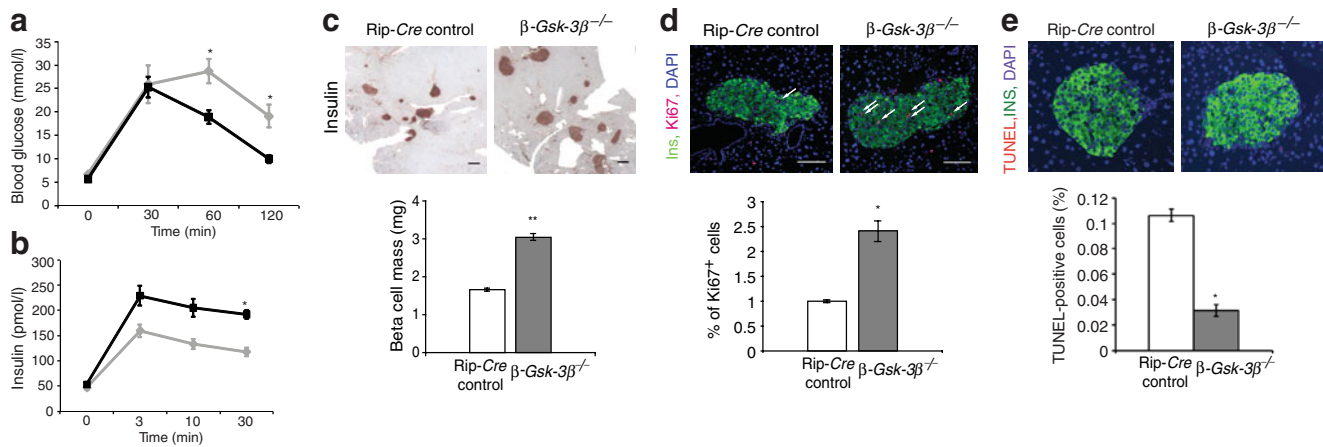 a
Blood glucose (mmol/l)
35
30
25
20
15
10
5
0
*
*
0 30 60 120
Time (min)
b
Insulin (pmol/l)
250
200
150
100
50
0
*
0 3 10 30
Time (min)
c
Rip-Cre control β-Gsk-3β−/−
Insulin
Beta cell mass (mg)
4
3
2
1
0
**
Rip-Cre
control
β-Gsk-3β−/−
d
Rip-Cre control β-Gsk-3β−/−
Ins, Ki67, DAPI
% of Ki67+ cells
3
2.5
2
1.5
1
0.5
0
*
Rip-Cre
control
β-Gsk-3β−/−
e
Rip-Cre control β-Gsk-3β−/−
TUNEL,INS, DAPI
TUNEL-positive cells (%)
0.12
0.1
0.08
0.06
0.04
0.02
0
*
Rip-Cre
control
β-Gsk-3β−/−